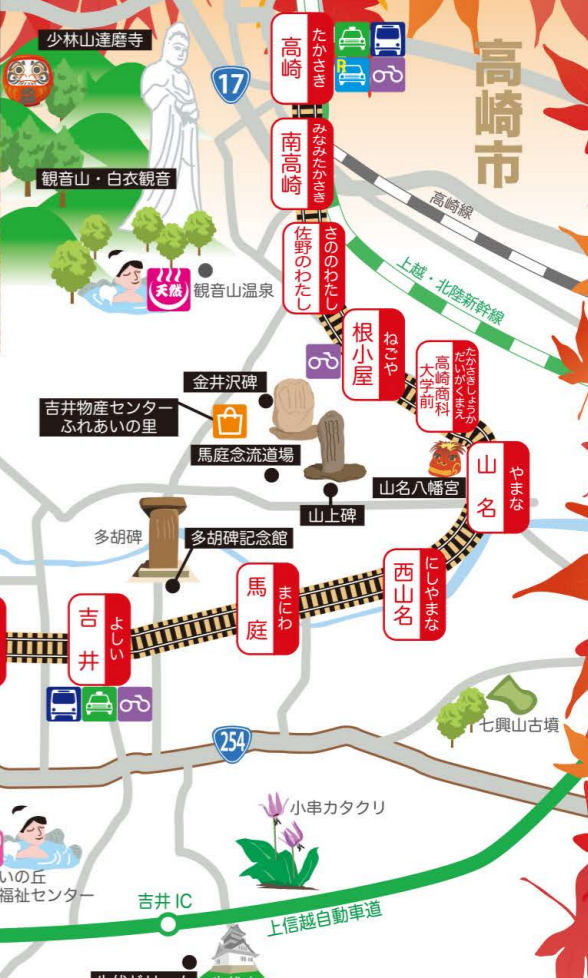 少林山達磨寺
17
高崎
たかさき
R
高崎市
南高崎
みなみたかさき
観音山・白衣観音
高崎線
佐野のわたし
さののわたし
上越・北陸新幹線
天然
観音山温泉
根小屋
ねごや
高崎商科
大学前
たかさきしょうか
だいがくまえ
金井沢碑
吉井物産センター
ふれあいの里
馬庭念流道場
山名八幡宮
山名
やまな
山上碑
多胡碑
多胡碑記念館
西山名
にしやまな
馬庭
まにわ
吉井
よしい
七興山古墳
254
小串カタクリ
いの丘
福祉センター
吉井 IC
上信越自動車道